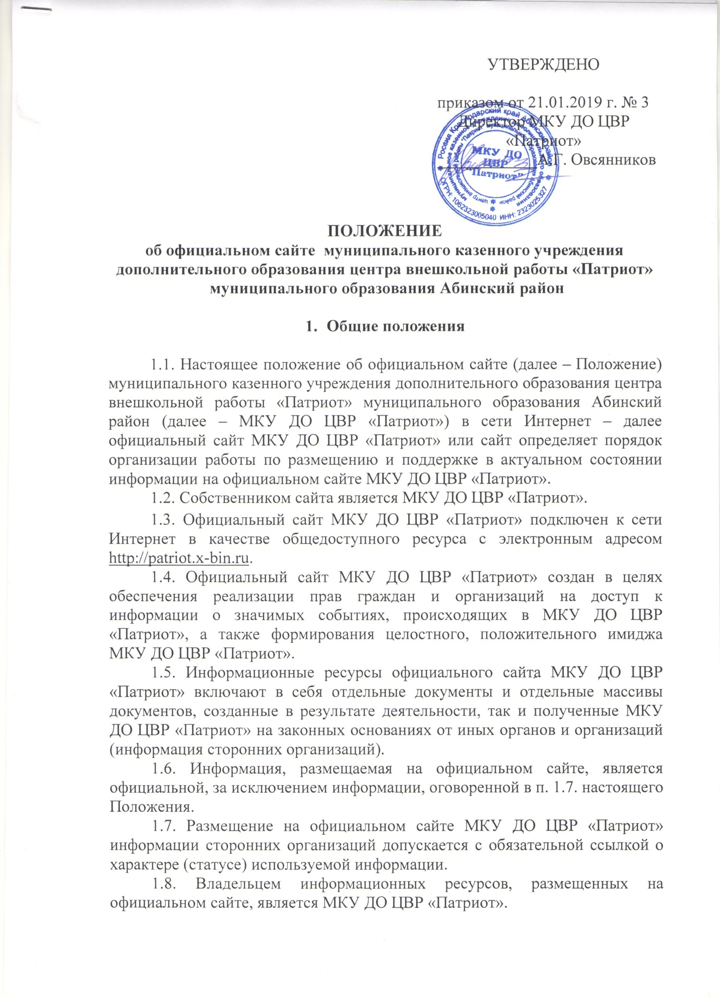 УТВЕРЖДЕНО
приказом от 21.01.2019 г. № 3
Директор МКУ ДО ЦВР
«Патриот»
А.Г. Овсянников
Россия Краснодарский край Абинский район
муниципальное казенное учреждение дополнительного образования
центр внешкольной работы "Патриот" муниципального образования Абинский район
ОГРН: 1062323005040 ИНН: 2323025327
МКУ ДО
ЦВР
"Патриот"
ПОЛОЖЕНИЕ
об официальном сайте муниципального казенного учреждения
дополнительного образования центра внешкольной работы «Патриот»
муниципального образования Абинский район
1. Общие положения
1.1. Настоящее положение об официальном сайте (далее – Положение)
муниципального казенного учреждения дополнительного образования центра
внешкольной работы «Патриот» муниципального образования Абинский
район (далее – МКУ ДО ЦВР «Патриот») в сети Интернет – далее
официальный сайт МКУ ДО ЦВР «Патриот» или сайт определяет порядок
организации работы по размещению и поддержке в актуальном состоянии
информации на официальном сайте МКУ ДО ЦВР «Патриот».
1.2. Собственником сайта является МКУ ДО ЦВР «Патриот».
1.3. Официальный сайт МКУ ДО ЦВР «Патриот» подключен к сети
Интернет в качестве общедоступного ресурса с электронным адресом
http://patriot.x-bin.ru.
1.4. Официальный сайт МКУ ДО ЦВР «Патриот» создан в целях
обеспечения реализации прав граждан и организаций на доступ к
информации о значимых событиях, происходящих в МКУ ДО ЦВР
«Патриот», а также формирования целостного, положительного имиджа
МКУ ДО ЦВР «Патриот».
1.5. Информационные ресурсы официального сайта МКУ ДО ЦВР
«Патриот» включают в себя отдельные документы и отдельные массивы
документов, созданные в результате деятельности, так и полученные МКУ
ДО ЦВР «Патриот» на законных основаниях от иных органов и организаций
(информация сторонних организаций).
1.6. Информация, размещаемая на официальном сайте, является
официальной, за исключением информации, оговоренной в п. 1.7. настоящего
Положения.
1.7. Размещение на официальном сайте МКУ ДО ЦВР «Патриот»
информации сторонних организаций допускается с обязательной ссылкой о
характере (статусе) используемой информации.
1.8. Владельцем информационных ресурсов, размещенных на
официальном сайте, является МКУ ДО ЦВР «Патриот».